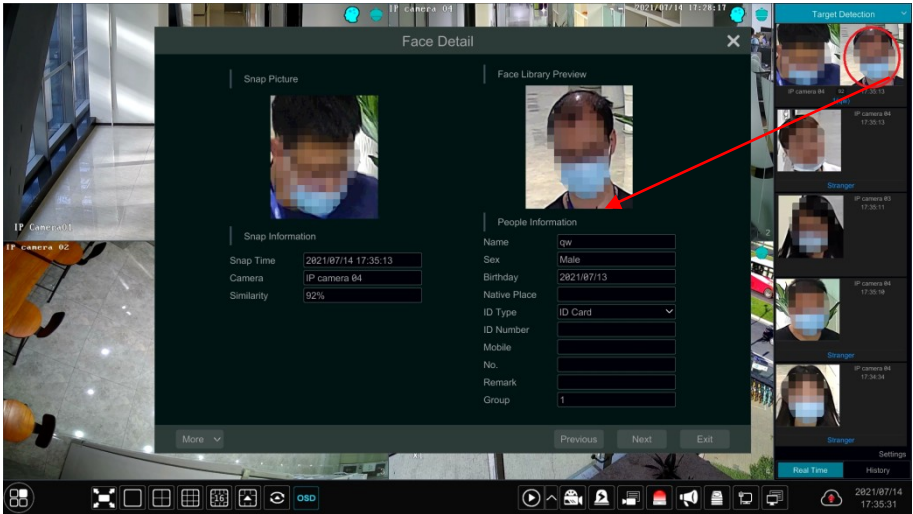 IP camera 04
2021/07/14 17:28:17
Target Detection
Face Detail
Snap Picture
Face Library Preview
IP camera 04 92 17:35:13
IP camera 04
17:35:13
Stranger
IP camera 03
17:35:11
IP Camera01
IP camera 02
Snap Information
Snap Time 2021/07/14 17:35:13
Camera IP camera 04
Similarity 92%
People Information
Name qw
Sex Male
Birthday 2021/07/13
Native Place
ID Type ID Card
ID Number
Mobile
No.
Remark
Group 1
2
IP camera 04
17:35:10
Stranger
IP camera 04
17:34:34
Stranger
More
Previous Next Exit
Settings
Real Time History
16
OSD
2021/07/14
17:35:31